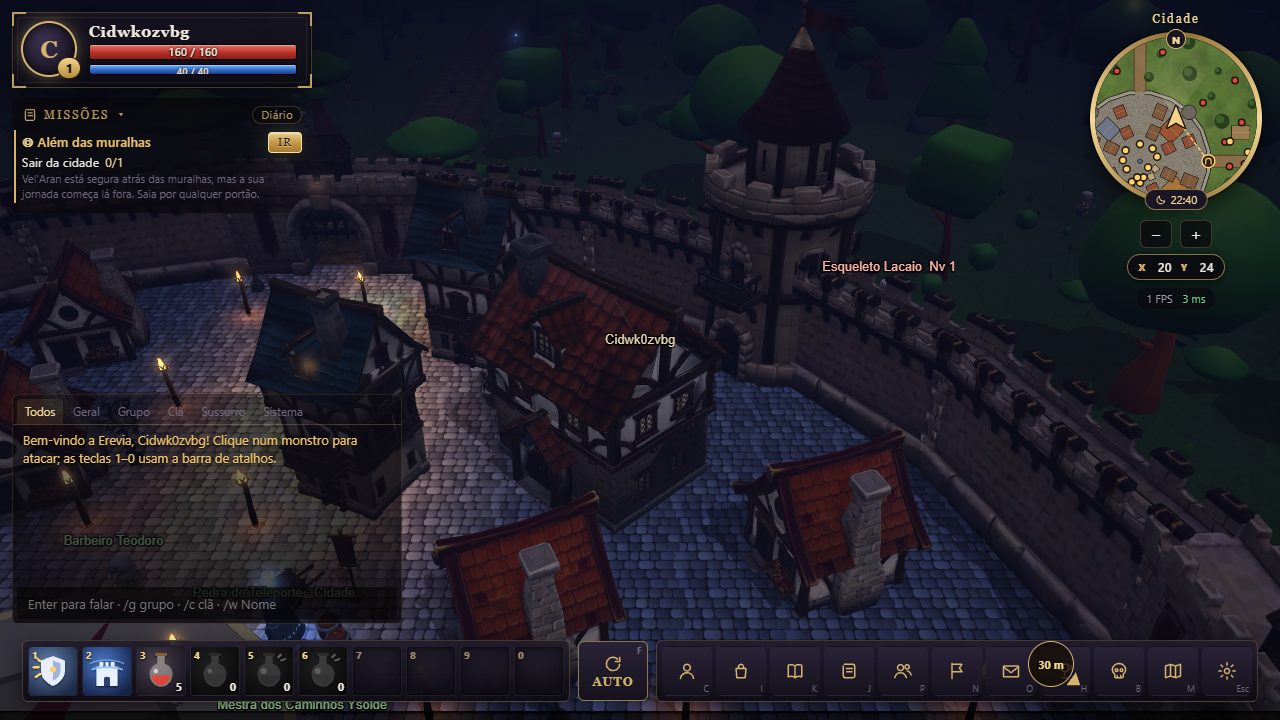 Cidwkozvbg
C
1
160 / 160
40 / 40
MISSÕES
Diário
Além das muralhas
IR
Sair da cidade 0/1
Vel'Aran está segura atrás das muralhas, mas a sua
jornada começa lá fora. Saia por qualquer portão.
Cidade
N
22:40
−
+
X 20 Y 24
1 FPS 3 ms
Esqueleto Lacaio Nv 1
Cidwk0zvbg
Todos Geral Grupo Clã Sussurro Sistema
Bem-vindo a Erevia, Cidwk0zvbg! Clique num monstro para
atacar; as teclas 1–0 usam a barra de atalhos.
Barbeiro Teodoro
Pedra de Teleporte · Cidade
Enter para falar · /g grupo · /c clã · /w Nome
1 2 3 4 5 6 7 8 9 0
5 0 0 0
F
AUTO
30 m
C I K J P N O H B M Esc
Mestra dos Caminhos Ysolde